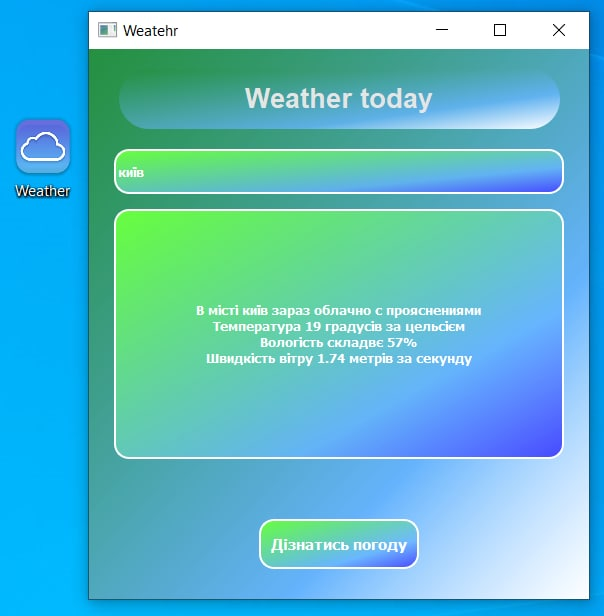 Weatehr
Weather today
київ
Weather
В місті київ зараз облачно с прояснениями
Температура 19 градусів за цельсієм
Вологість складвє 57%
Швидкість вітру 1.74 метрів за секунду
Дізнатись погоду